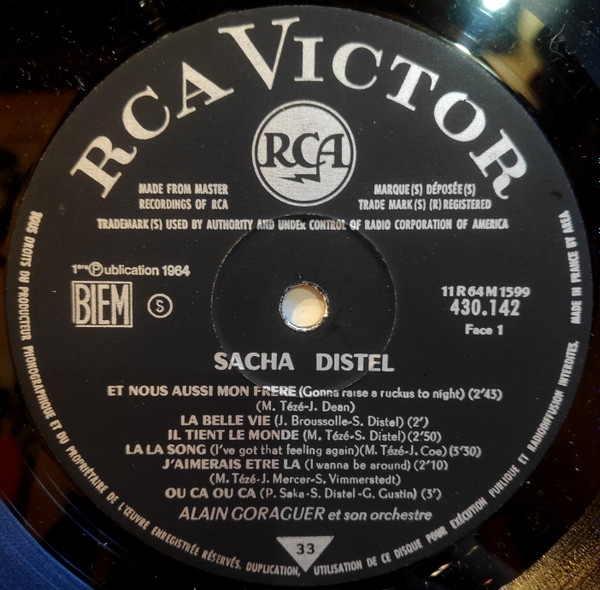 RCA VICTOR
RCA
MADE FROM MASTER
RECORDINGS OF RCA
MARQUE(S) DÉPOSÉE(S)
TRADE MARK(S) (R) REGISTERED
TRADEMARK(S) USED BY AUTHORITY AND UNDER CONTROL OF RADIO CORPORATION OF AMERICA
1ère Ⓟublication 1964
BIEM
S
11 R 64 M 1599
430.142
Face 1
SACHA DISTEL
ET NOUS AUSSI MON FRERE (Gonna raise a ruckus to night) (2'45)
(M. Tézé-J. Dean)
LA BELLE VIE (J. Broussolle-S. Distel) (2')
IL TIENT LE MONDE (M. Tézé-S. Distel) (2'50)
LA LA SONG (I've got that feeling again)(M. Tézé-J. Coe) (3'30)
J'AIMERAIS ETRE LA (I wanna be around) (2'10)
(M. Tézé-J. Mercer-S. Vimmerstedt)
OU CA OU CA (P. Saka-S. Distel-G. Gustin) (3')
ALAIN GORAGUER et son orchestre
33
TOUS DROITS DU PRODUCTEUR PHONOGRAPHIQUE ET DU PROPRIÉTAIRE DE L'ŒUVRE ENREGISTRÉE RÉSERVÉS. DUPLICATION, UTILISATION DE CE DISQUE POUR EXÉCUTION PUBLIQUE ET RADIODIFFUSION INTERDITES. MADE IN FRANCE BY AREA